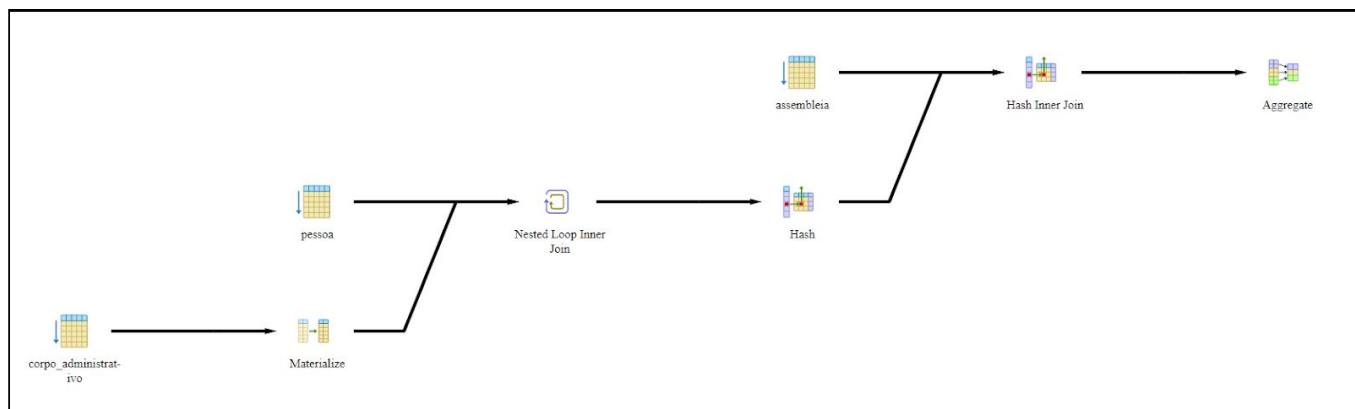 assembleia
Hash Inner Join
Aggregate
pessoa
Nested Loop Inner
Join
Hash
corpo_administrat-
ivo
Materialize